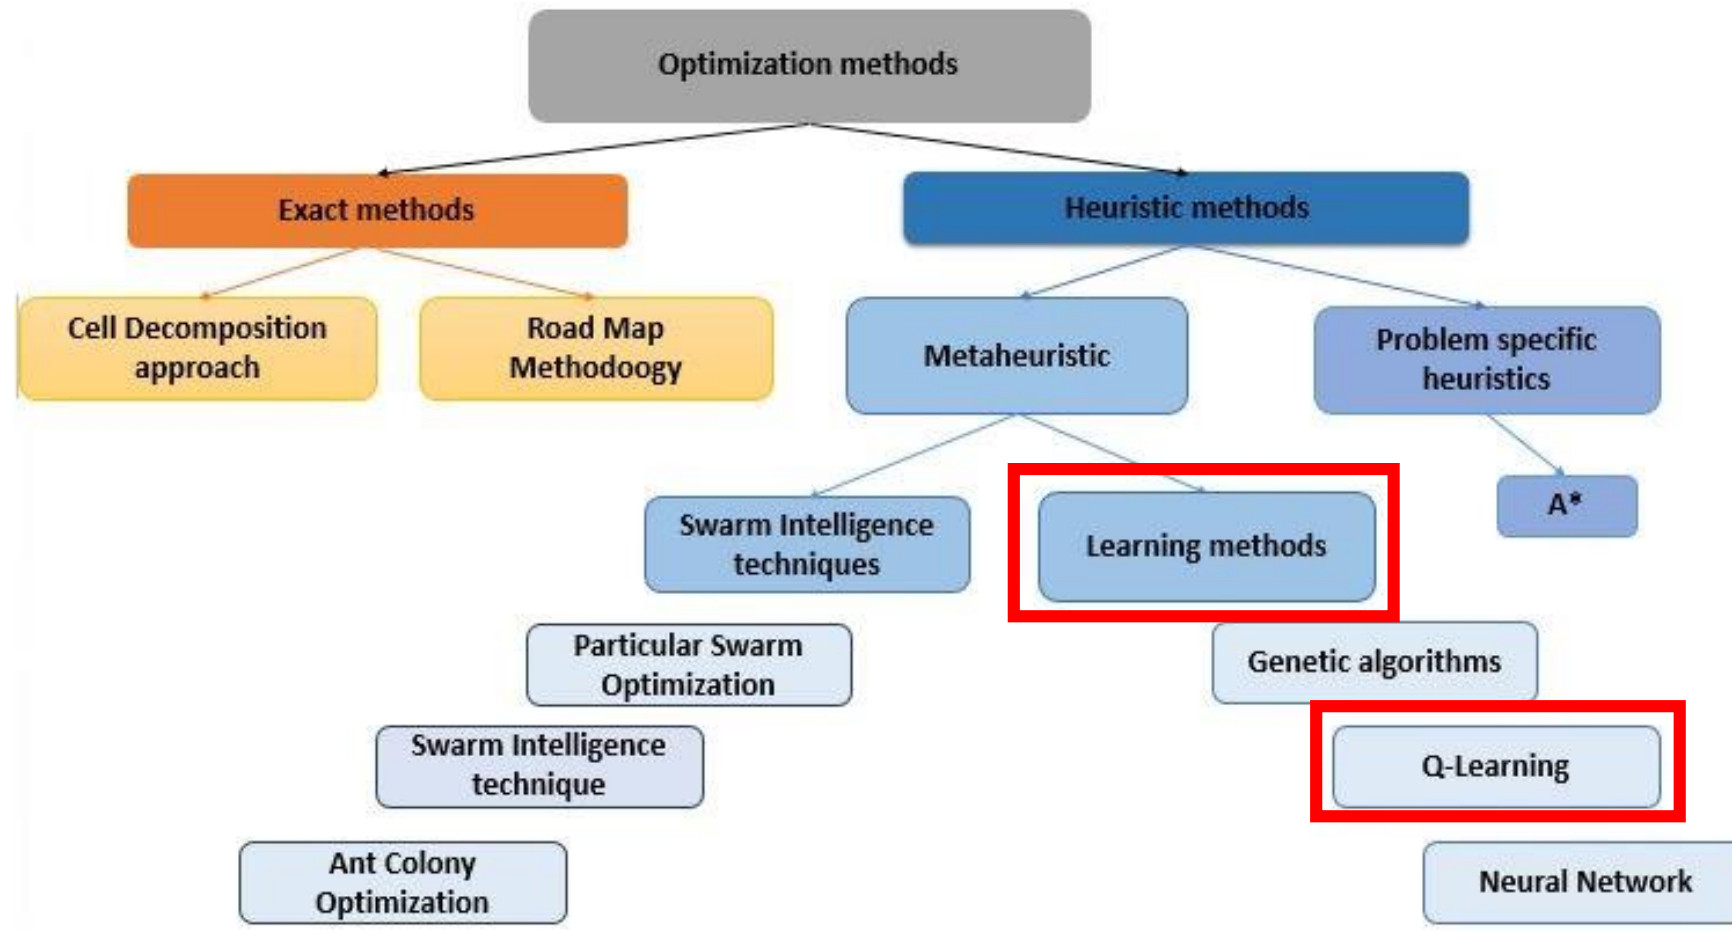 Optimization methods
Exact methods
Heuristic methods
Cell Decomposition
approach
Road Map
Methodoogy
Metaheuristic
Problem specific
heuristics
Swarm Intelligence
techniques
Learning methods
A*
Particular Swarm
Optimization
Genetic algorithms
Swarm Intelligence
technique
Q-Learning
Ant Colony
Optimization
Neural Network